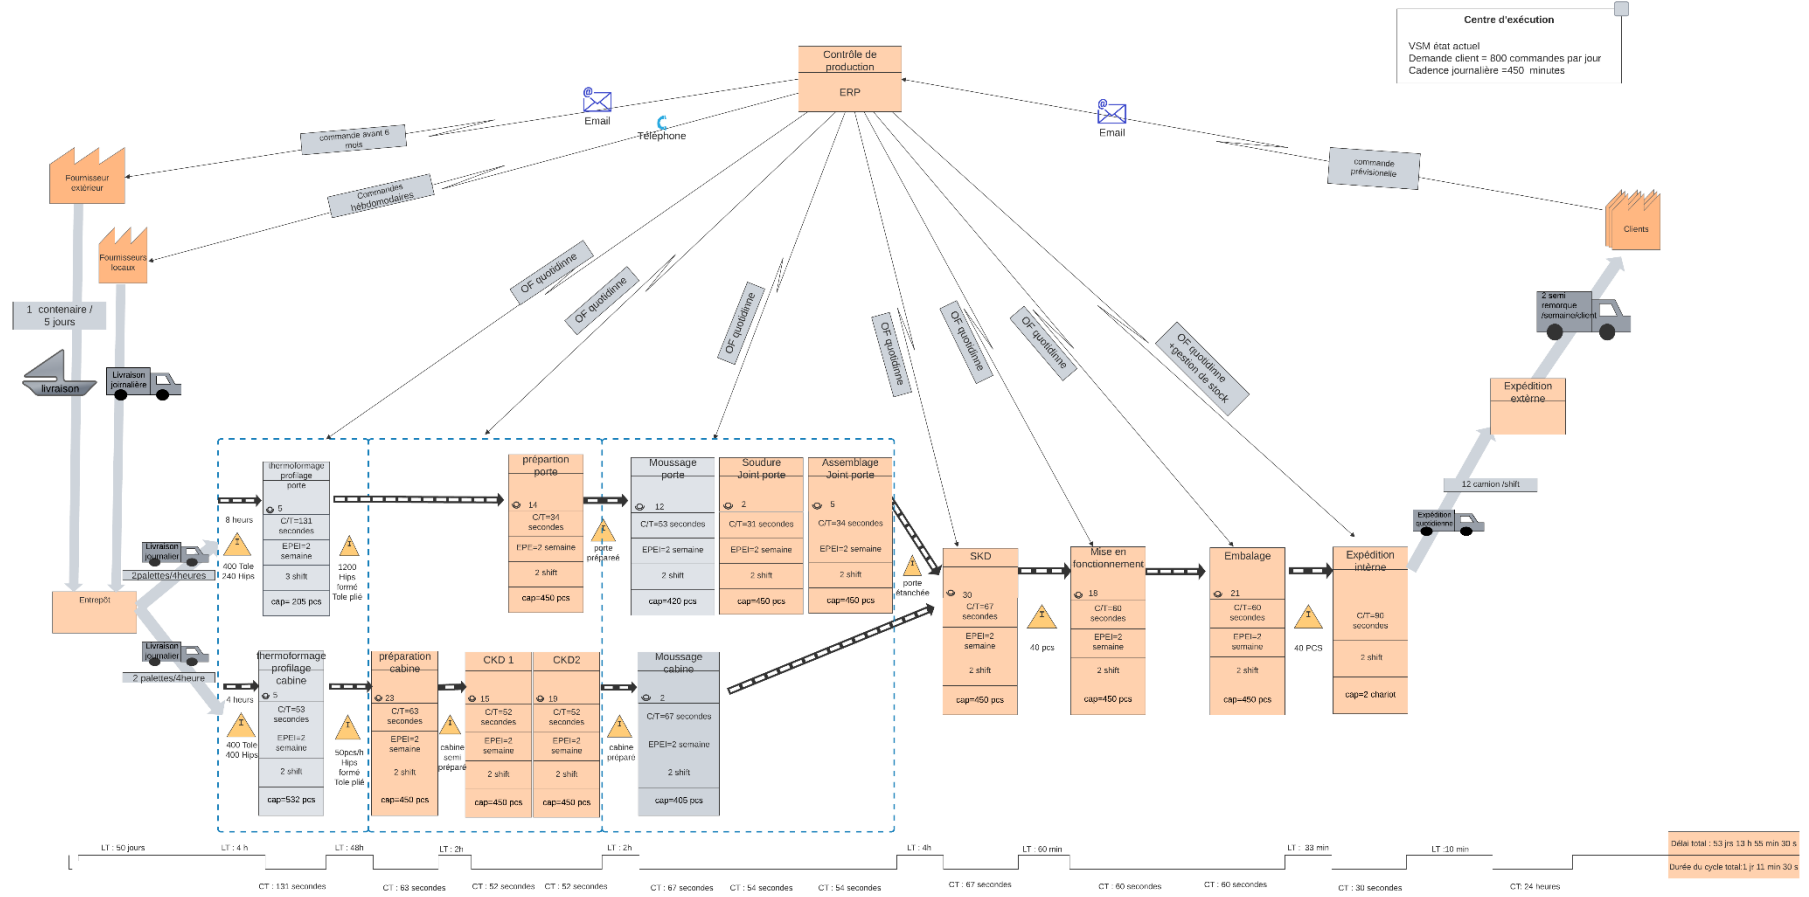 Centre d'exécution
VSM état actuel
Demande client = 800 commandes par jour
Cadence journalière =450 minutes
Contrôle de
production
ERP
Email
Téléphone
Email
commande avant 6
mois
Commandes
hébdomadaires
commande
prévisionelle
Fournisseur
extérieur
Fournisseurs
locaux
Clients
1 contenaire /
5 jours
livraison
Livraison
joirnalière
2 semi
remorque
/semaine/client
OF quotidinne
OF quotidinne
OF quotidinne
OF quotidinne
OF quotidinne
OF quotidinne
OF quotidinne
+gestion de stock
Expédition
extèrne
12 camion /shift
Expédition
quotidienne
Livraison
journalier
2palettes/4heures
Entrepôt
Livraison
journalier
2 palettes/4heure
8 heurs
I
400 Tole
240 Hips
thermoformage
profilage
porte
5
C/T=131
secondes
EPEI=2
semaine
3 shift
cap= 205 pcs
I
1200
Hips
formé
Tole plié
prépartion
porte
14
C/T=34
secondes
EPE=2 semaine
2 shift
cap=450 pcs
I
porte
prépareé
Moussage
porte
12
C/T=53 secondes
EPEI=2 semaine
2 shift
cap=420 pcs
Soudure
Joint porte
2
C/T=31 secondes
EPEI=2 semaine
2 shift
cap=450 pcs
Assemblage
Joint porte
5
C/T=34 secondes
EPEI=2 semaine
2 shift
cap=450 pcs
I
porte
étanchée
SKD
30
C/T=67
secondes
EPEI=2
semaine
2 shift
cap=450 pcs
I
40 pcs
Mise en
fonctionnement
18
C/T=60
secondes
EPEI=2
semaine
2 shift
cap=450 pcs
Embalage
21
C/T=60
secondes
EPEI=2
semaine
2 shift
cap=450 pcs
I
40 PCS
Expédition
intèrne
C/T=90
secondes
2 shift
cap=2 chariot
4 heurs
I
400 Tole
400 Hips
thermoformage
profilage
cabine
5
C/T=53
secondes
EPEI=2
semaine
2 shift
cap=532 pcs
I
50pcs/h
Hips
formé
Tole plié
préparation
cabine
23
C/T=63
secondes
EPEI=2
semaine
2 shift
cap=450 pcs
I
cabine
semi
préparé
CKD 1
15
C/T=52
secondes
EPEI=2
semaine
2 shift
cap=450 pcs
CKD2
19
C/T=52
secondes
EPEI=2
semaine
2 shift
cap=450 pcs
I
cabine
préparé
Moussage
cabine
2
C/T=67 secondes
EPEI=2 semaine
2 shift
cap=405 pcs
LT : 50 jours
LT : 4 h
LT : 48h
LT : 2h
LT : 2h
LT : 4h
LT : 60 min
LT : 33 min
LT :10 min
CT : 131 secondes
CT : 63 secondes
CT : 52 secondes
CT : 52 secondes
CT : 67 secondes
CT : 54 secondes
CT : 54 secondes
CT : 67 secondes
CT : 60 secondes
CT : 60 secondes
CT : 30 secondes
CT: 24 heures
Délai total : 53 jrs 13 h 55 min 30 s
Durée du cycle total:1 jr 11 min 30 s